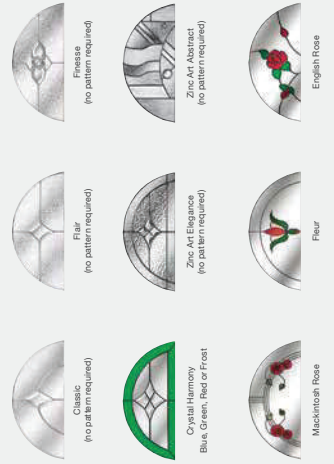 Classic
(no pattern required)
Flair
(no pattern required)
Finesse
(no pattern required)
Crystal Harmony
Blue, Green, Red or Frost
Zinc Art Elegance
(no pattern required)
Zinc Art Abstract
(no pattern required)
Mackintosh Rose
Fleur
English Rose